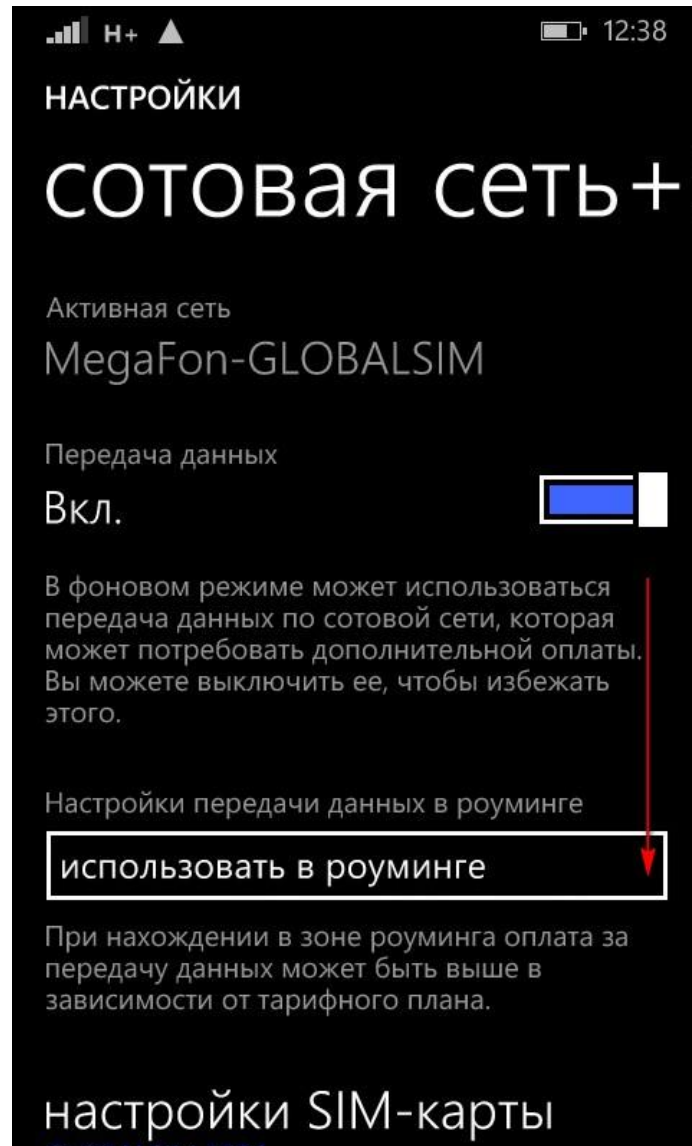 H+ 12:38
НАСТРОЙКИ
сотовая сеть+
Активная сеть
MegaFon-GLOBALSIM
Передача данных
Вкл.
В фоновом режиме может использоваться
передача данных по сотовой сети, которая
может потребовать дополнительной оплаты.
Вы можете выключить ее, чтобы избежать
этого.
Настройки передачи данных в роуминге
использовать в роуминге
При нахождении в зоне роуминга оплата за
передачу данных может быть выше в
зависимости от тарифного плана.
настройки SIM-карты